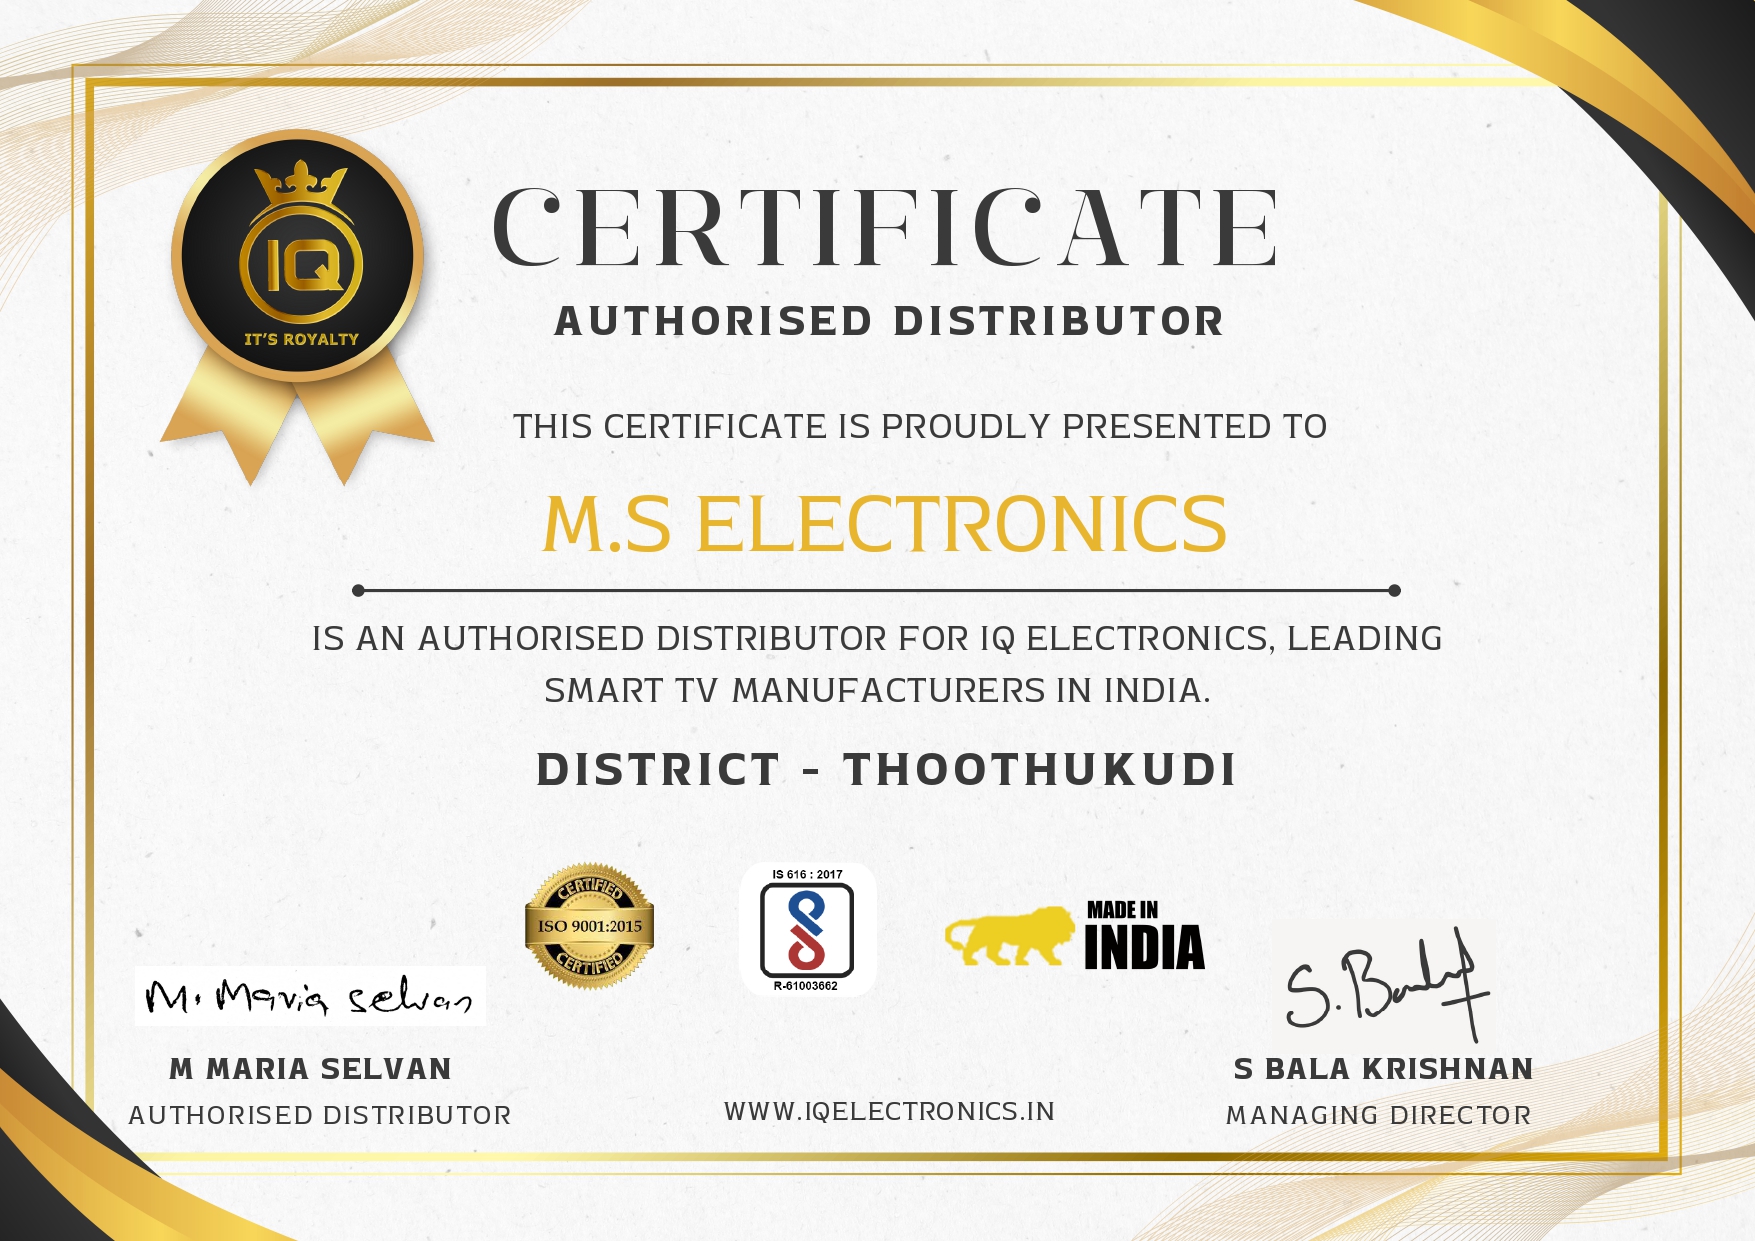 IQ
IT'S ROYALTY
CERTIFICATE
AUTHORISED DISTRIBUTOR
THIS CERTIFICATE IS PROUDLY PRESENTED TO
M.S ELECTRONICS
IS AN AUTHORISED DISTRIBUTOR FOR IQ ELECTRONICS, LEADING
SMART TV MANUFACTURERS IN INDIA.
DISTRICT - THOOTHUKUDI
CERTIFIED
ISO 9001:2015
CERTIFIED
IS 616 : 2017
R-61003662
MADE IN
INDIA
M. Maria Selvan
M MARIA SELVAN
AUTHORISED DISTRIBUTOR
WWW.IQELECTRONICS.IN
S BALA KRISHNAN
MANAGING DIRECTOR